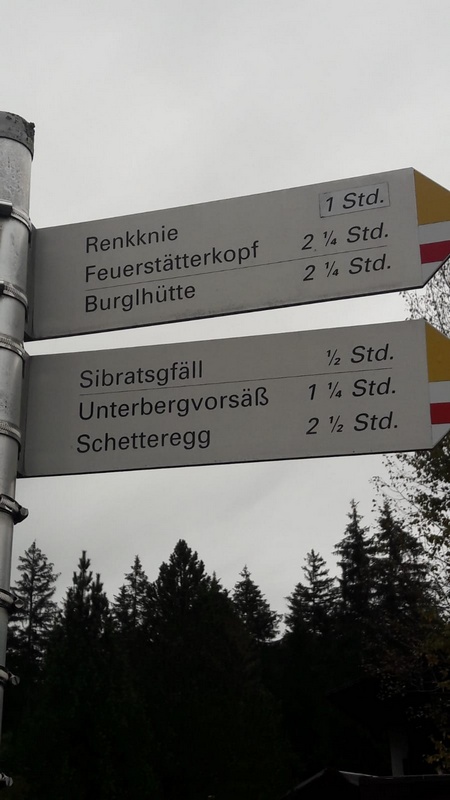 Renkknie 1 Std.
Feuerstätterkopf 2 ¼ Std.
Burglhütte 2 ¼ Std.
Sibratsgfäll ½ Std.
Unterbergvorsäß 1 ¼ Std.
Schetteregg 2 ½ Std.